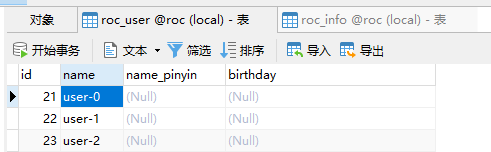 对象 roc_user @roc (local) - 表 roc_info @roc (local) - 表
开始事务 文本 筛选 排序 导入 导出
id name name_pinyin birthday
21 user-0 (Null) (Null)
22 user-1 (Null) (Null)
23 user-2 (Null) (Null)